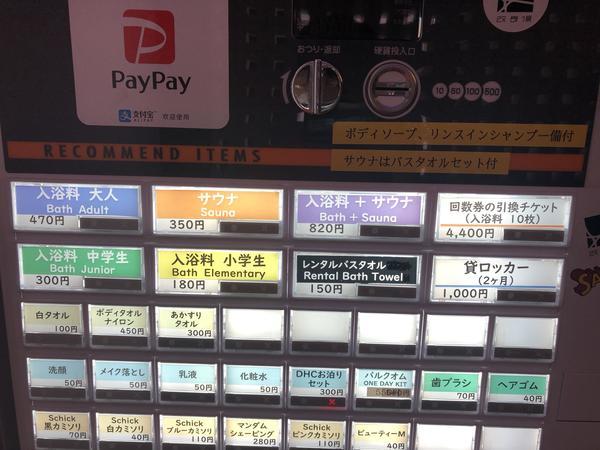 PayPay
支付宝 ALIPAY 欢迎使用
おつり・返却
硬貨投入口
10 50 100 500
ボディソープ、リンスインシャンプー備付
サウナはバスタオルセット付
RECOMMEND ITEMS
入浴料 大人
Bath Adult
470円
サウナ
Sauna
350円
入浴料 + サウナ
Bath + Sauna
820円
回数券の引換チケット
(入浴料 10枚)
4,400円
入浴料 中学生
Bath Junior
300円
入浴料 小学生
Bath Elementary
180円
レンタルバスタオル
Rental Bath Towel
150円
貸ロッカー
(2ヶ月)
1,000円
白タオル
100円
ボディタオル
ナイロン
450円
あかすり
タオル
300円
洗顔
50円
メイク落とし
50円
乳液
50円
化粧水
50円
DHCお泊り
セット
300円
バルクオム
ONE DAY KIT
歯ブラシ
70円
ヘアゴム
40円
Schick
黒カミソリ
70円
Schick
白カミソリ
40円
Schick
ブルーカミソリ
110円
マンダム
シェービング
280円
Schick
ピンクカミソリ
110円
ビューティーM
40円